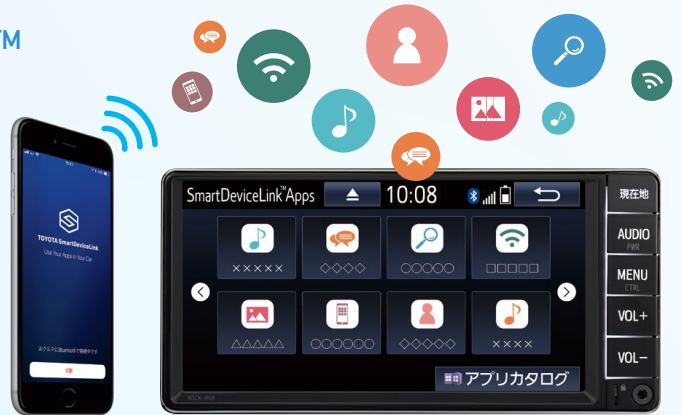 TM
SmartDeviceLink™Apps
10:08
×××××
◇◇◇◇
○○○○○
□□□□□
△△△△△
○○○○○○
◇◇◇◇◇
××××
アプリカタログ
現在地
AUDIO
PWR
MENU
CTRL
VOL+
VOL-
TOYOTA SmartDeviceLink
Use Your Apps in Your Car